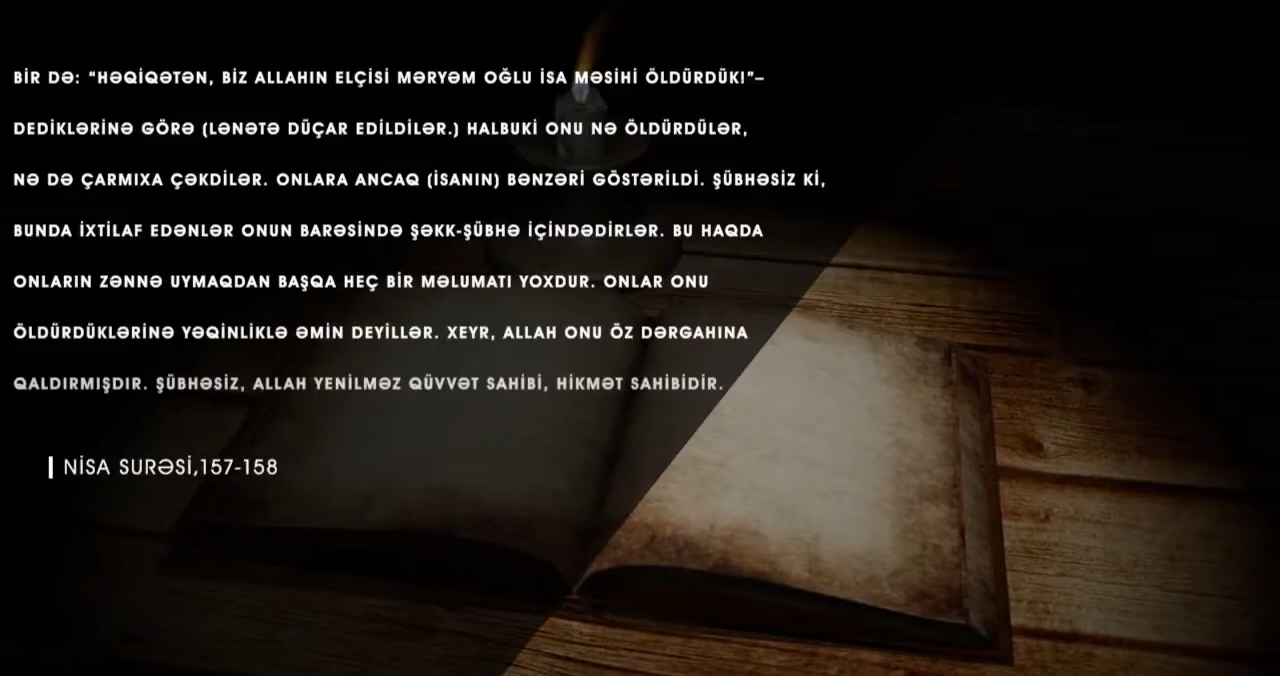 BİR DƏ: “HƏQİQƏTƏN, BİZ ALLAHIN ELÇİSİ MƏRYƏM OĞLU İSA MƏSİHİ ÖLDÜRDÜK!”–
DEDİKLƏRİNƏ GÖRƏ (LƏNƏTƏ DÜÇAR EDİLDİLƏR.) HALBUKİ ONU NƏ ÖLDÜRDÜLƏR,
NƏ DƏ ÇARMIXA ÇƏKDİLƏR. ONLARA ANCAQ (İSANIN) BƏNZƏRİ GÖSTƏRİLDİ. ŞÜBHƏSİZ Kİ,
BUNDA İXTİLAF EDƏNLƏR ONUN BARƏSİNDƏ ŞƏKK-ŞÜBHƏ İÇİNDƏDİRLƏR. BU HAQDA
ONLARIN ZƏNNƏ UYMAQDAN BAŞQA HEÇ BİR MƏLUMATI YOXDUR. ONLAR ONU
ÖLDÜRDÜKLƏRİNƏ YƏQİNLİKLƏ ƏMİN DEYİLLƏR. XEYR, ALLAH ONU ÖZ DƏRGAHINA
QALDIRMIŞDIR. ŞÜBHƏSİZ, ALLAH YENİLMƏZ QÜVVƏT SAHİBİ, HİKMƏT SAHİBİDİR.
NİSA SURƏSİ,157-158